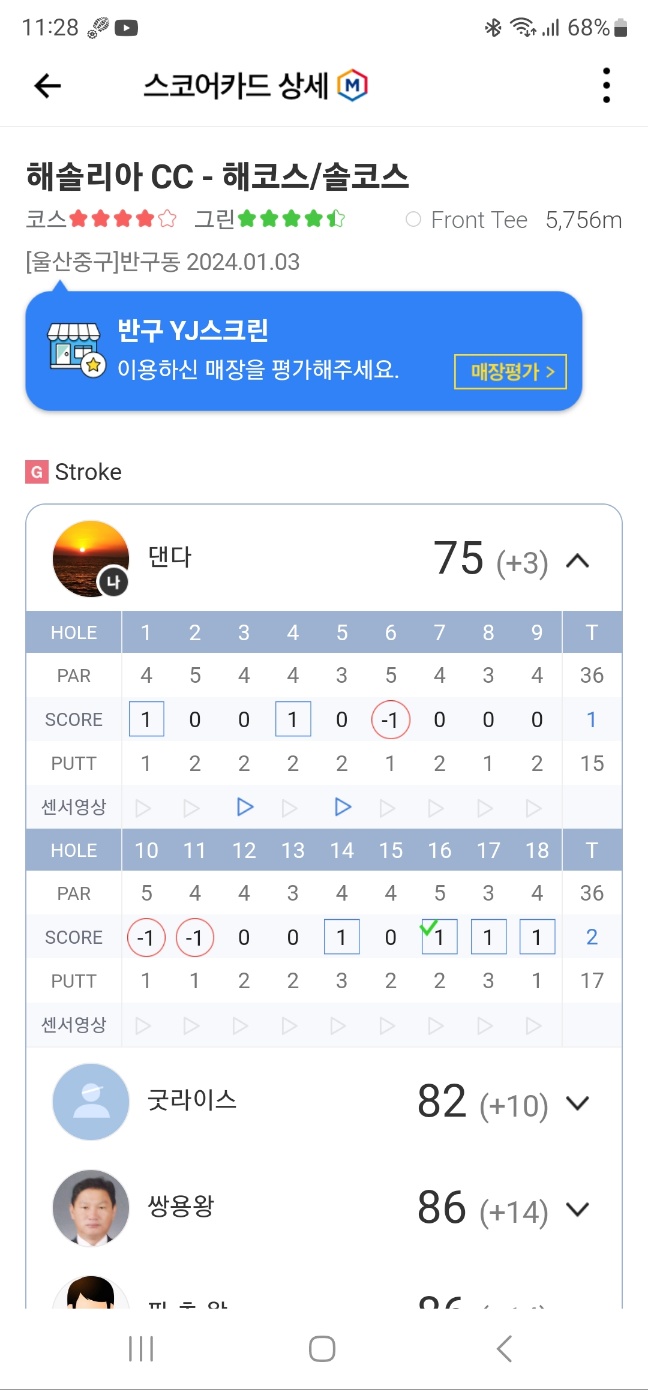 11:28 68%
스코어카드 상세 M
해솔리아 CC - 해코스/솔코스
코스 그린 Front Tee 5,756m
[울산중구]반구동 2024.01.03
반구 YJ스크린
이용하신 매장을 평가해주세요.
매장평가 >
G Stroke
댄다 75 (+3)
나
HOLE 1 2 3 4 5 6 7 8 9 T
PAR 4 5 4 4 3 5 4 3 4 36
SCORE 1 0 0 1 0 -1 0 0 0 1
PUTT 1 2 2 2 2 1 2 1 2 15
센서영상
HOLE 10 11 12 13 14 15 16 17 18 T
PAR 5 4 4 3 4 4 5 3 4 36
SCORE -1 -1 0 0 1 0 1 1 1 2
PUTT 1 1 2 2 3 2 2 3 1 17
센서영상
굿라이스 82 (+10)
쌍용왕 86 (+14)